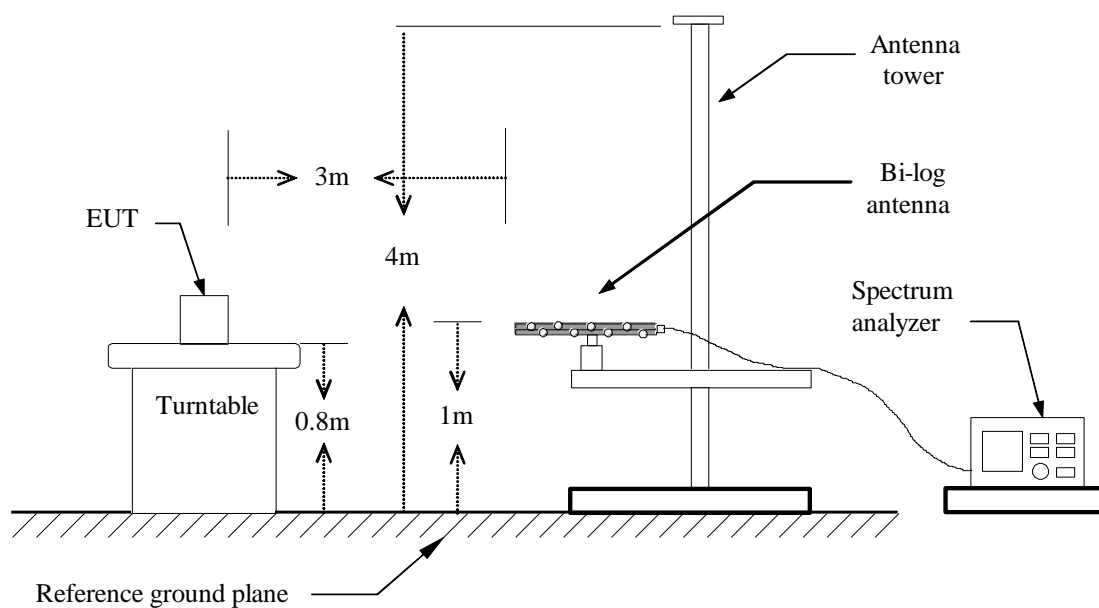 Antenna
tower
3m
Bi-log
antenna
EUT
4m
Spectrum
analyzer
Turntable
0.8m
1m
Reference ground plane